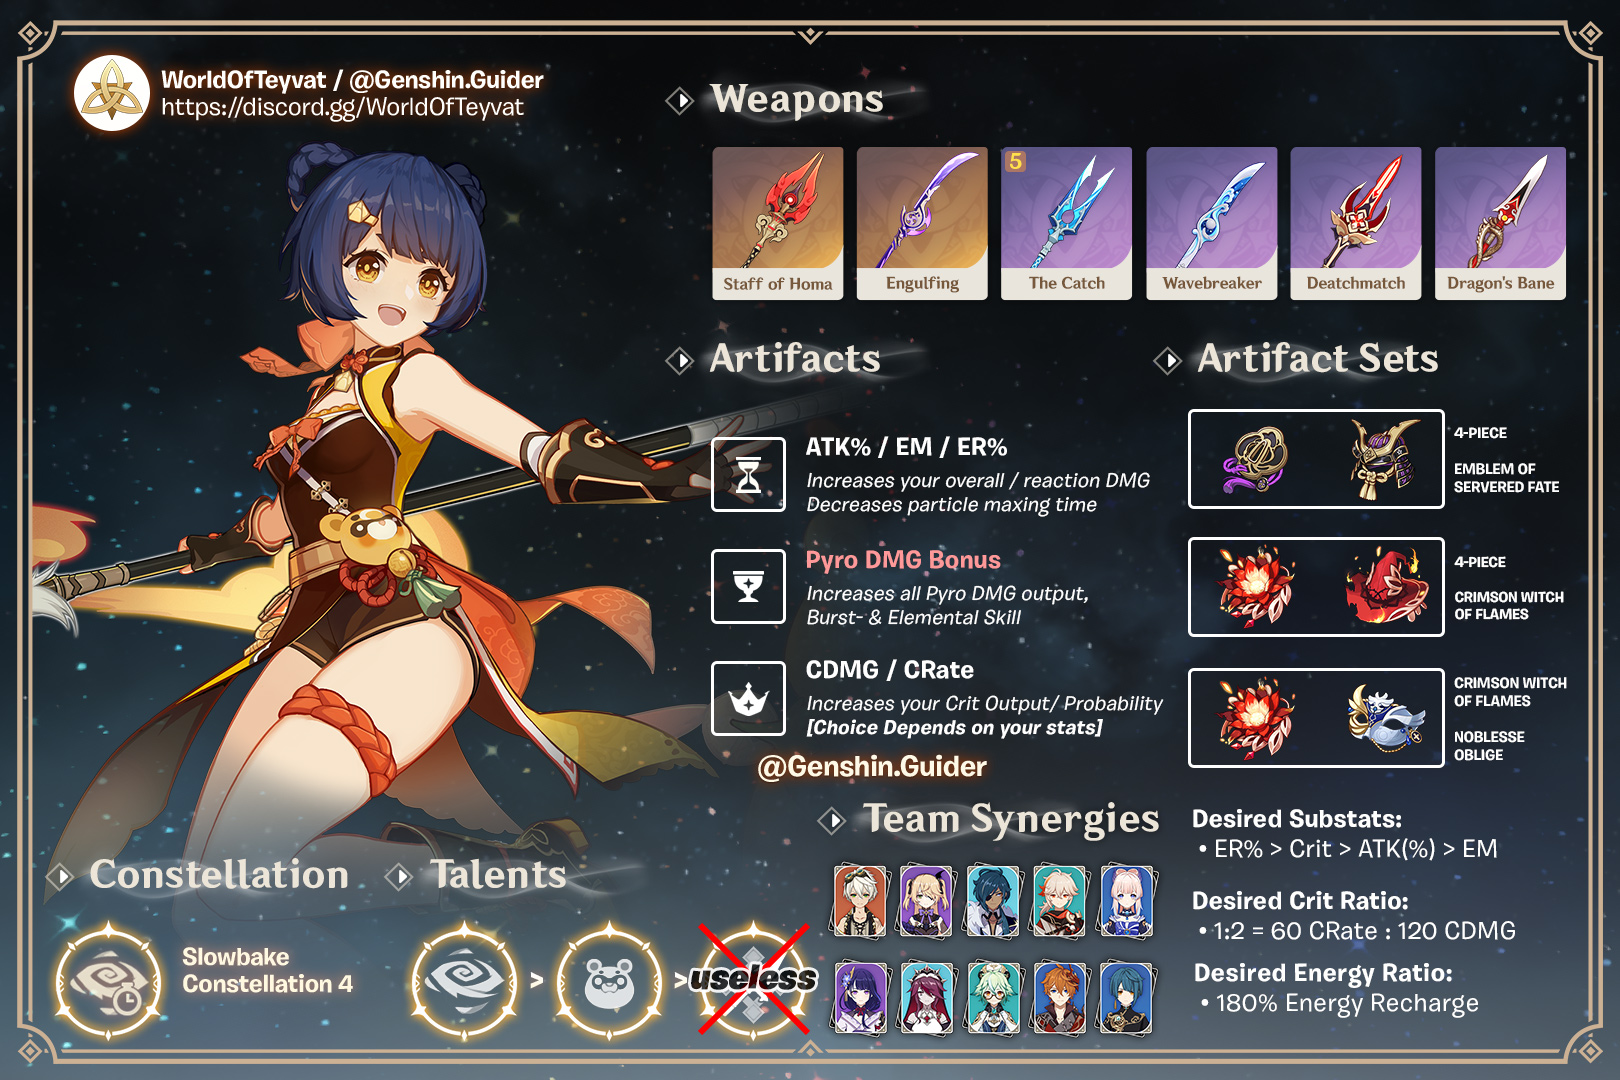 WorldOfTeyvat / @Genshin.Guider
https://discord.gg/WorldOfTeyvat
Weapons
5
Staff of Homa
Engulfing
The Catch
Wavebreaker
Deatchmatch
Dragon's Bane
Artifacts
ATK% / EM / ER%
Increases your overall / reaction DMG
Decreases particle maxing time
Pyro DMG Bonus
Increases all Pyro DMG output,
Burst- & Elemental Skill
CDMG / CRate
Increases your Crit Output/ Probability
[Choice Depends on your stats]
@Genshin.Guider
Artifact Sets
4-PIECE
EMBLEM OF
SERVERED FATE
4-PIECE
CRIMSON WITCH
OF FLAMES
CRIMSON WITCH
OF FLAMES
NOBLESSE
OBLIGE
Constellation
Slowbake
Constellation 4
Talents
> >
useless
Team Synergies
Desired Substats:
• ER% > Crit > ATK(%) > EM
Desired Crit Ratio:
• 1:2 = 60 CRate : 120 CDMG
Desired Energy Ratio:
• 180% Energy Recharge